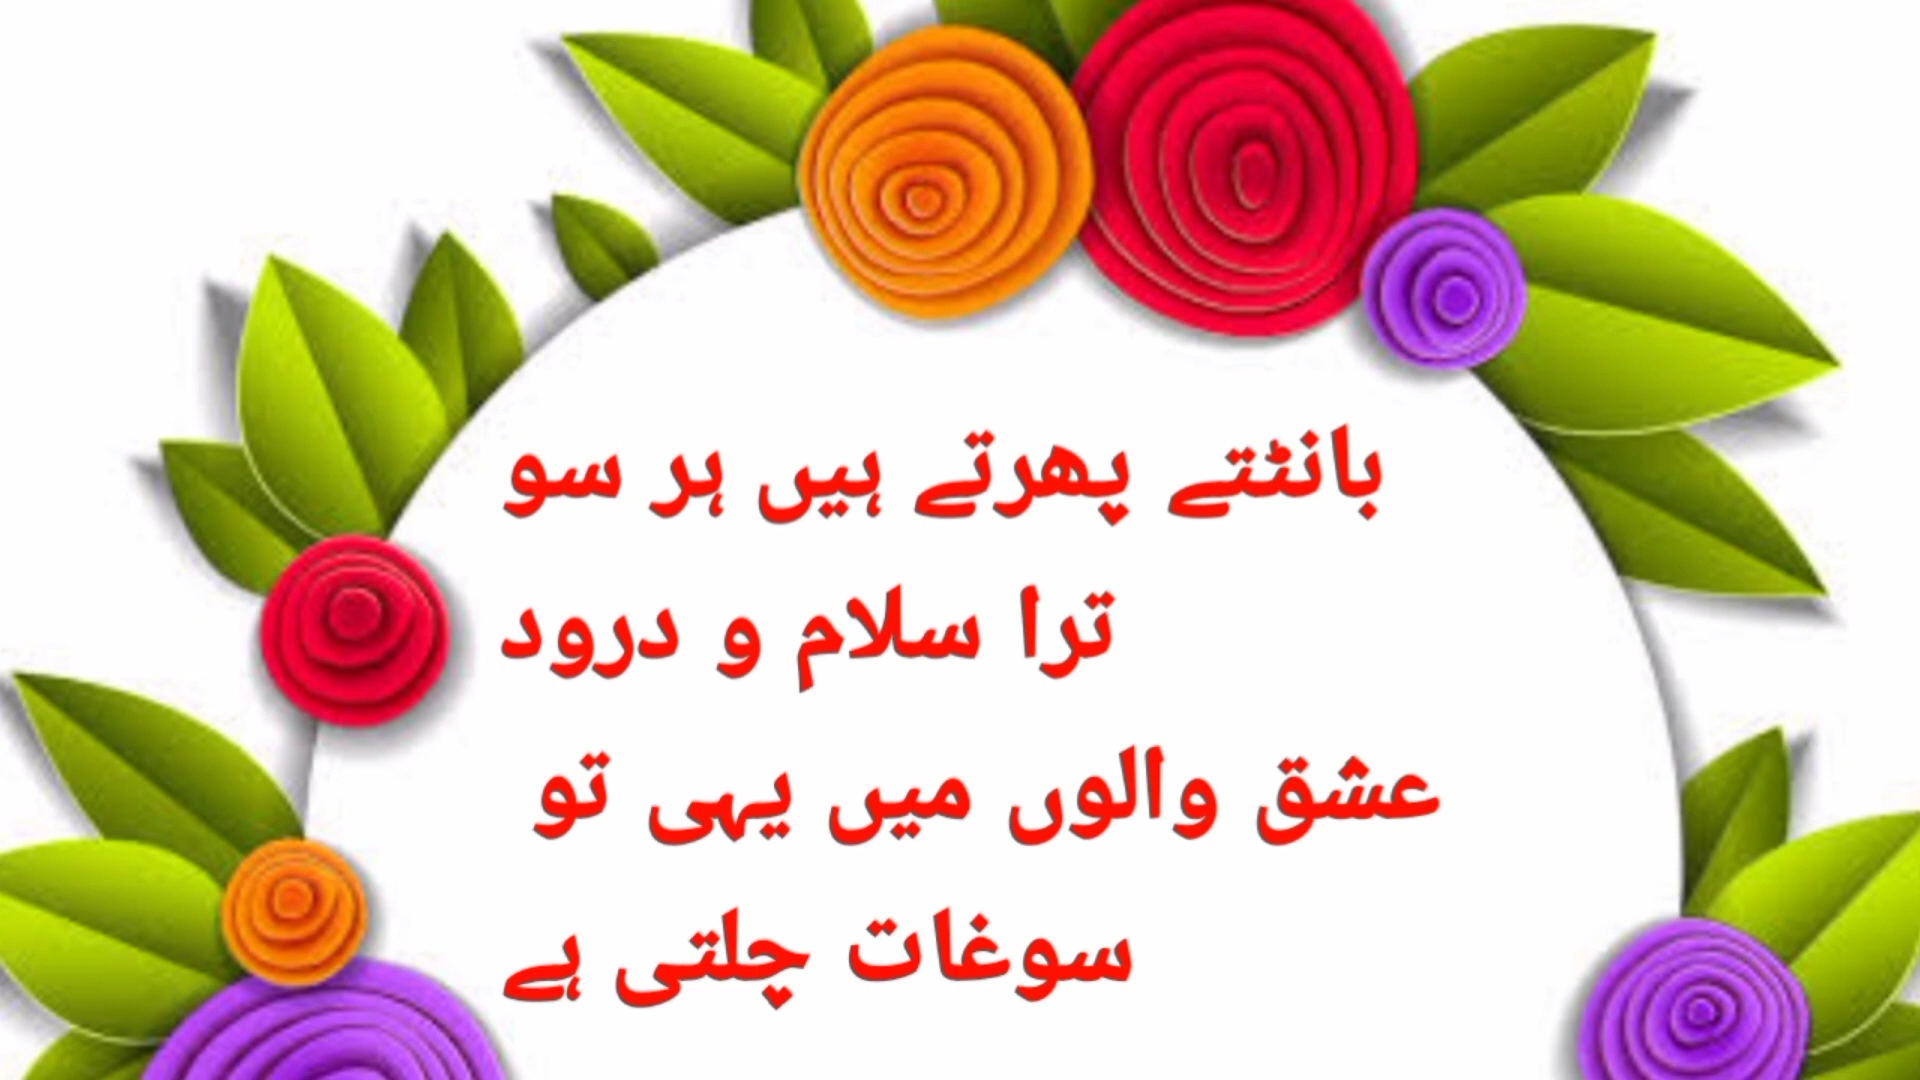 بانٹتے پھرتے ہیں ہر سو
ترا سلام و درود
عشق والوں میں یہی تو
سوغات چلتی ہے